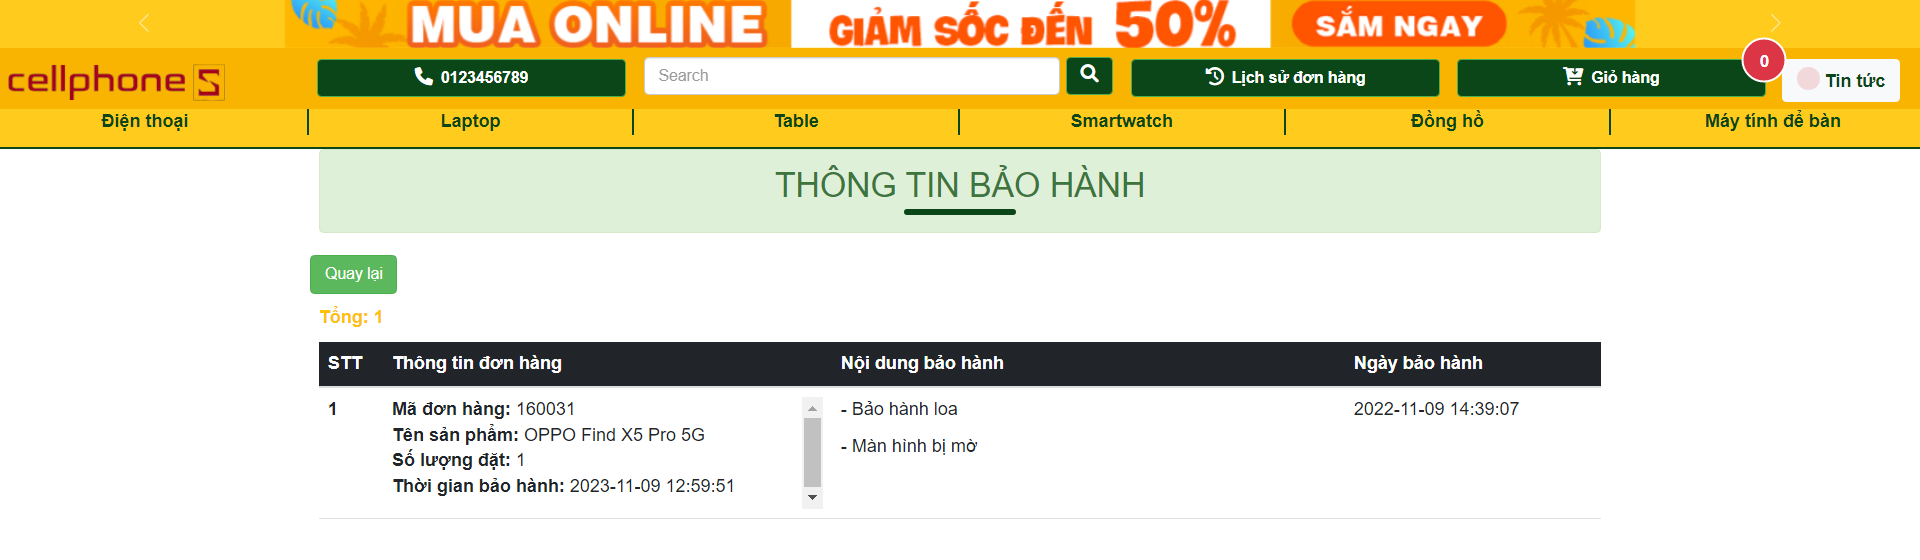 MUA ONLINE GIẢM SỐC ĐẾN 50% SẮM NGAY
cellphone S
0123456789
Search
Lịch sử đơn hàng
Giỏ hàng
0
Tin tức
Điện thoại
Laptop
Table
Smartwatch
Đồng hồ
Máy tính để bàn
THÔNG TIN BẢO HÀNH
Quay lại
Tổng: 1
STT Thông tin đơn hàng Nội dung bảo hành Ngày bảo hành
1 Mã đơn hàng: 160031 - Bảo hành loa 2022-11-09 14:39:07
Tên sản phẩm: OPPO Find X5 Pro 5G
- Màn hình bị mờ
Số lượng đặt: 1
Thời gian bảo hành: 2023-11-09 12:59:51